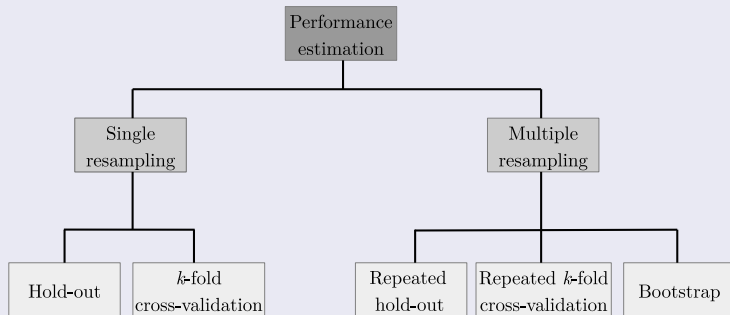 Performance
estimation
Single
resampling
Multiple
resampling
Hold-out
k-fold
cross-validation
Repeated
hold-out
Repeated k-fold
cross-validation
Bootstrap